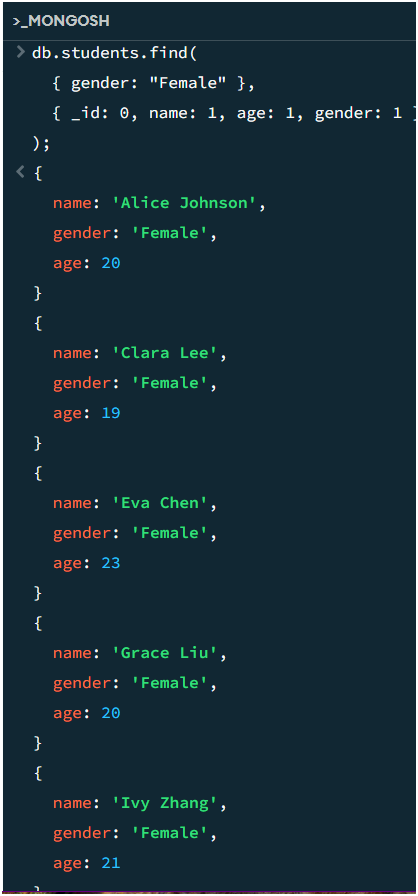 >_MONGOSH
> db.students.find(
{ gender: "Female" },
{ _id: 0, name: 1, age: 1, gender: 1 }
);
< {
name: 'Alice Johnson',
gender: 'Female',
age: 20
}
{
name: 'Clara Lee',
gender: 'Female',
age: 19
}
{
name: 'Eva Chen',
gender: 'Female',
age: 23
}
{
name: 'Grace Liu',
gender: 'Female',
age: 20
}
{
name: 'Ivy Zhang',
gender: 'Female',
age: 21
}